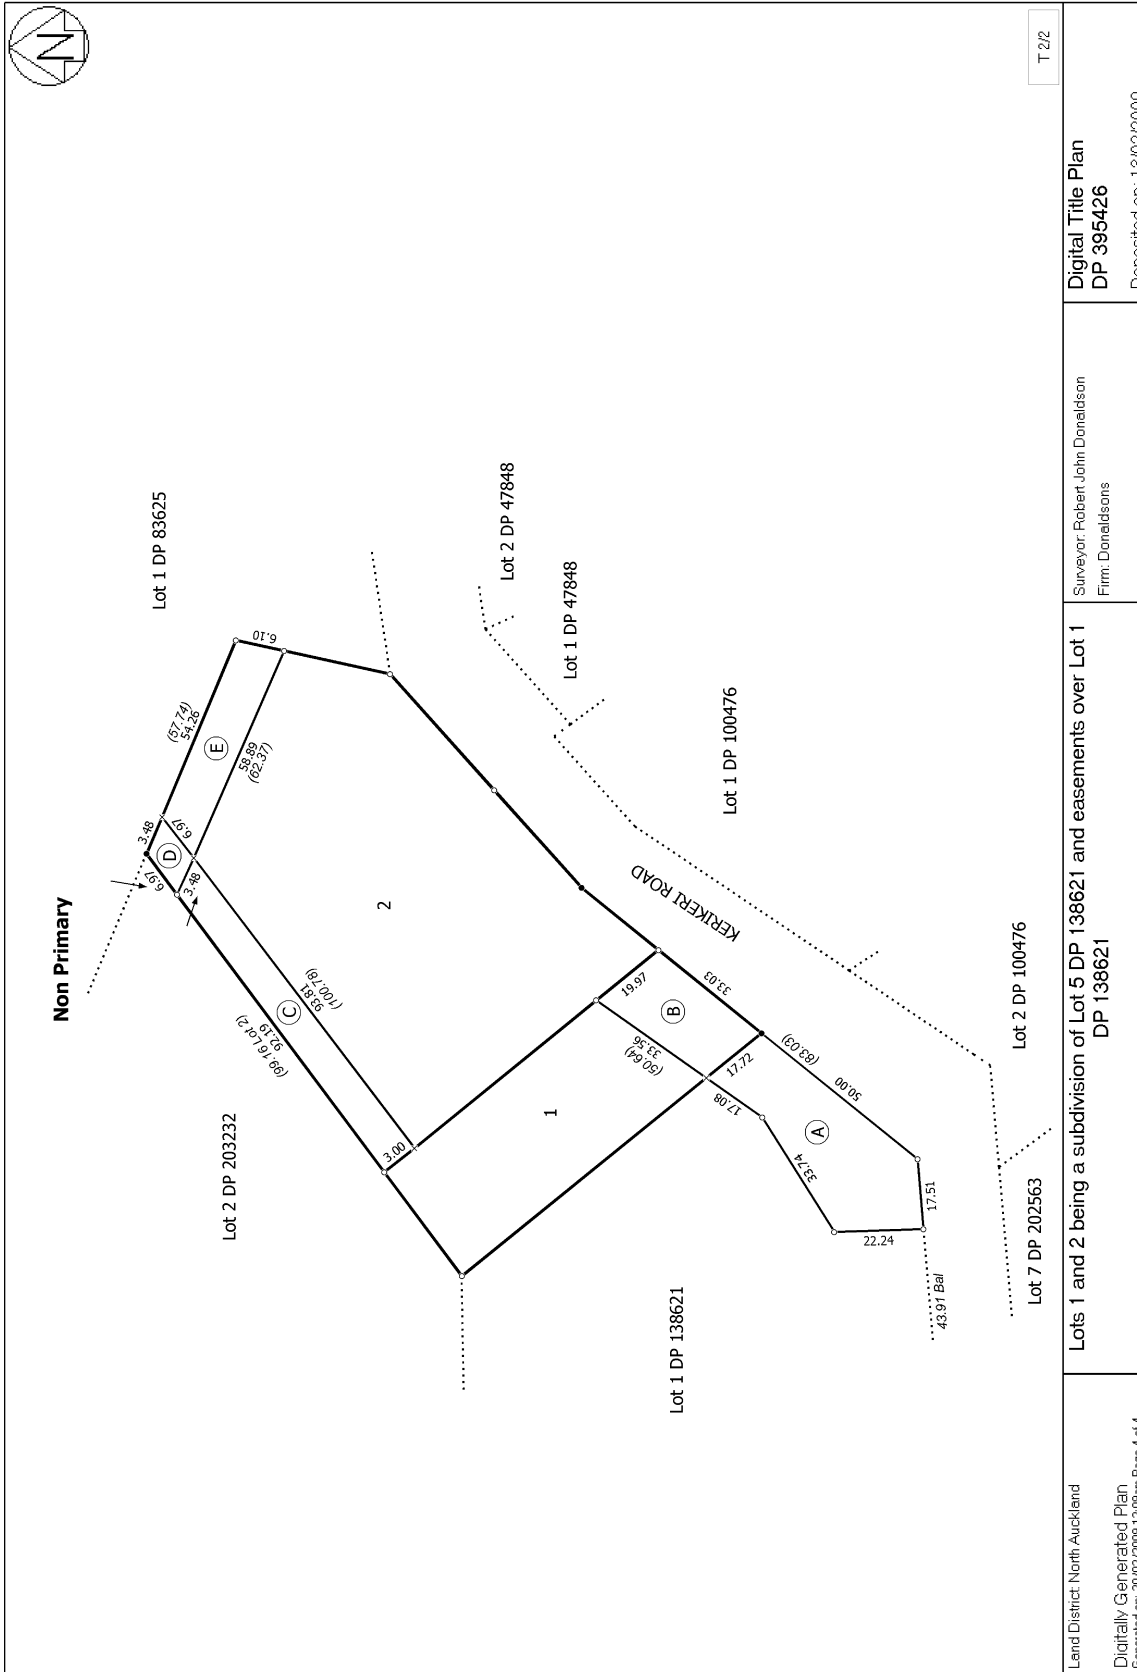 N
Non Primary
Lot 1 DP 83625
Lot 2 DP 203232
Lot 2 DP 47848
Lot 1 DP 47848
Lot 1 DP 100476
Lot 2 DP 100476
Lot 7 DP 202563
Lot 1 DP 138621
KERIKERI ROAD
1
2
A
B
C
D
E
3.48
6.97
6.97
3.48
(57.74)
54.26
6.10
58.89
(62.37)
(99.16 Lot 2)
92.19
93.81
(100.78)
3.00
19.97
33.03
33.56
(50.64)
17.72
17.08
(83.03)
50.00
33.74
22.24
17.51
43.91 Bal
T 2/2
Land District: North Auckland
Digitally Generated Plan
Lots 1 and 2 being a subdivision of Lot 5 DP 138621 and easements over Lot 1
DP 138621
Surveyor: Robert John Donaldson
Firm: Donaldsons
Digital Title Plan
DP 395426
Deposited on: